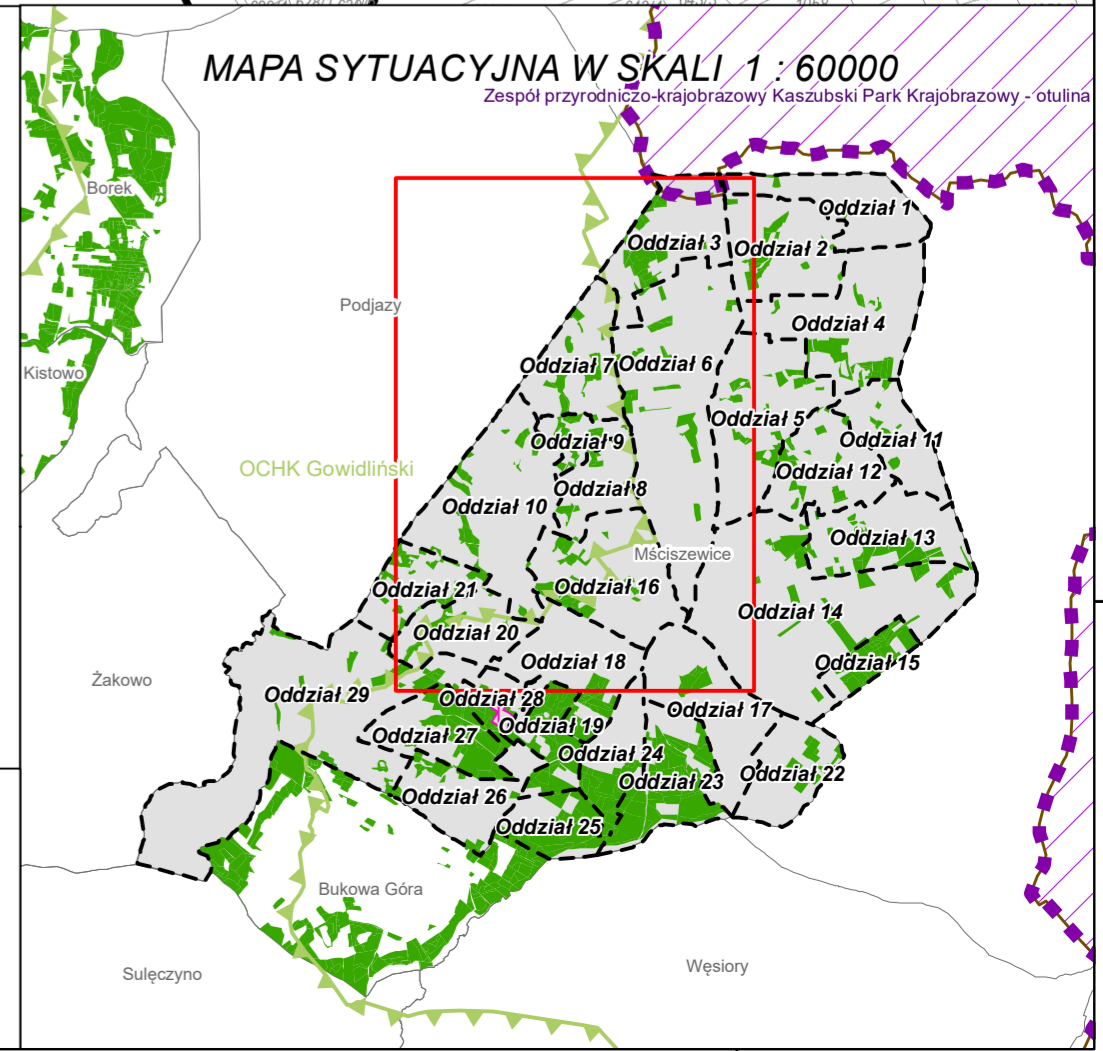 MAPA SYTUACYJNA W SKALI 1 : 60000
Zespół przyrodniczo-krajobrazowy Kaszubski Park Krajobrazowy - otulina
Borek
Oddział 1
Oddział 3
Oddział 2
Podjazy
Oddział 4
Kistowo
Oddział 7
Oddział 6
Oddział 5
Oddział 9
Oddział 11
OCHK Gowidliński
Oddział 12
Oddział 8
Oddział 10
Oddział 13
Mściszewice
Oddział 21
Oddział 16
Oddział 14
Oddział 20
Oddział 18
Oddział 15
Żakowo
Oddział 29
Oddział 28
Oddział 17
Oddział 19
Oddział 27
Oddział 24
Oddział 23
Oddział 22
Oddział 26
Oddział 25
Bukowa Góra
Sulęczyno
Węsiory